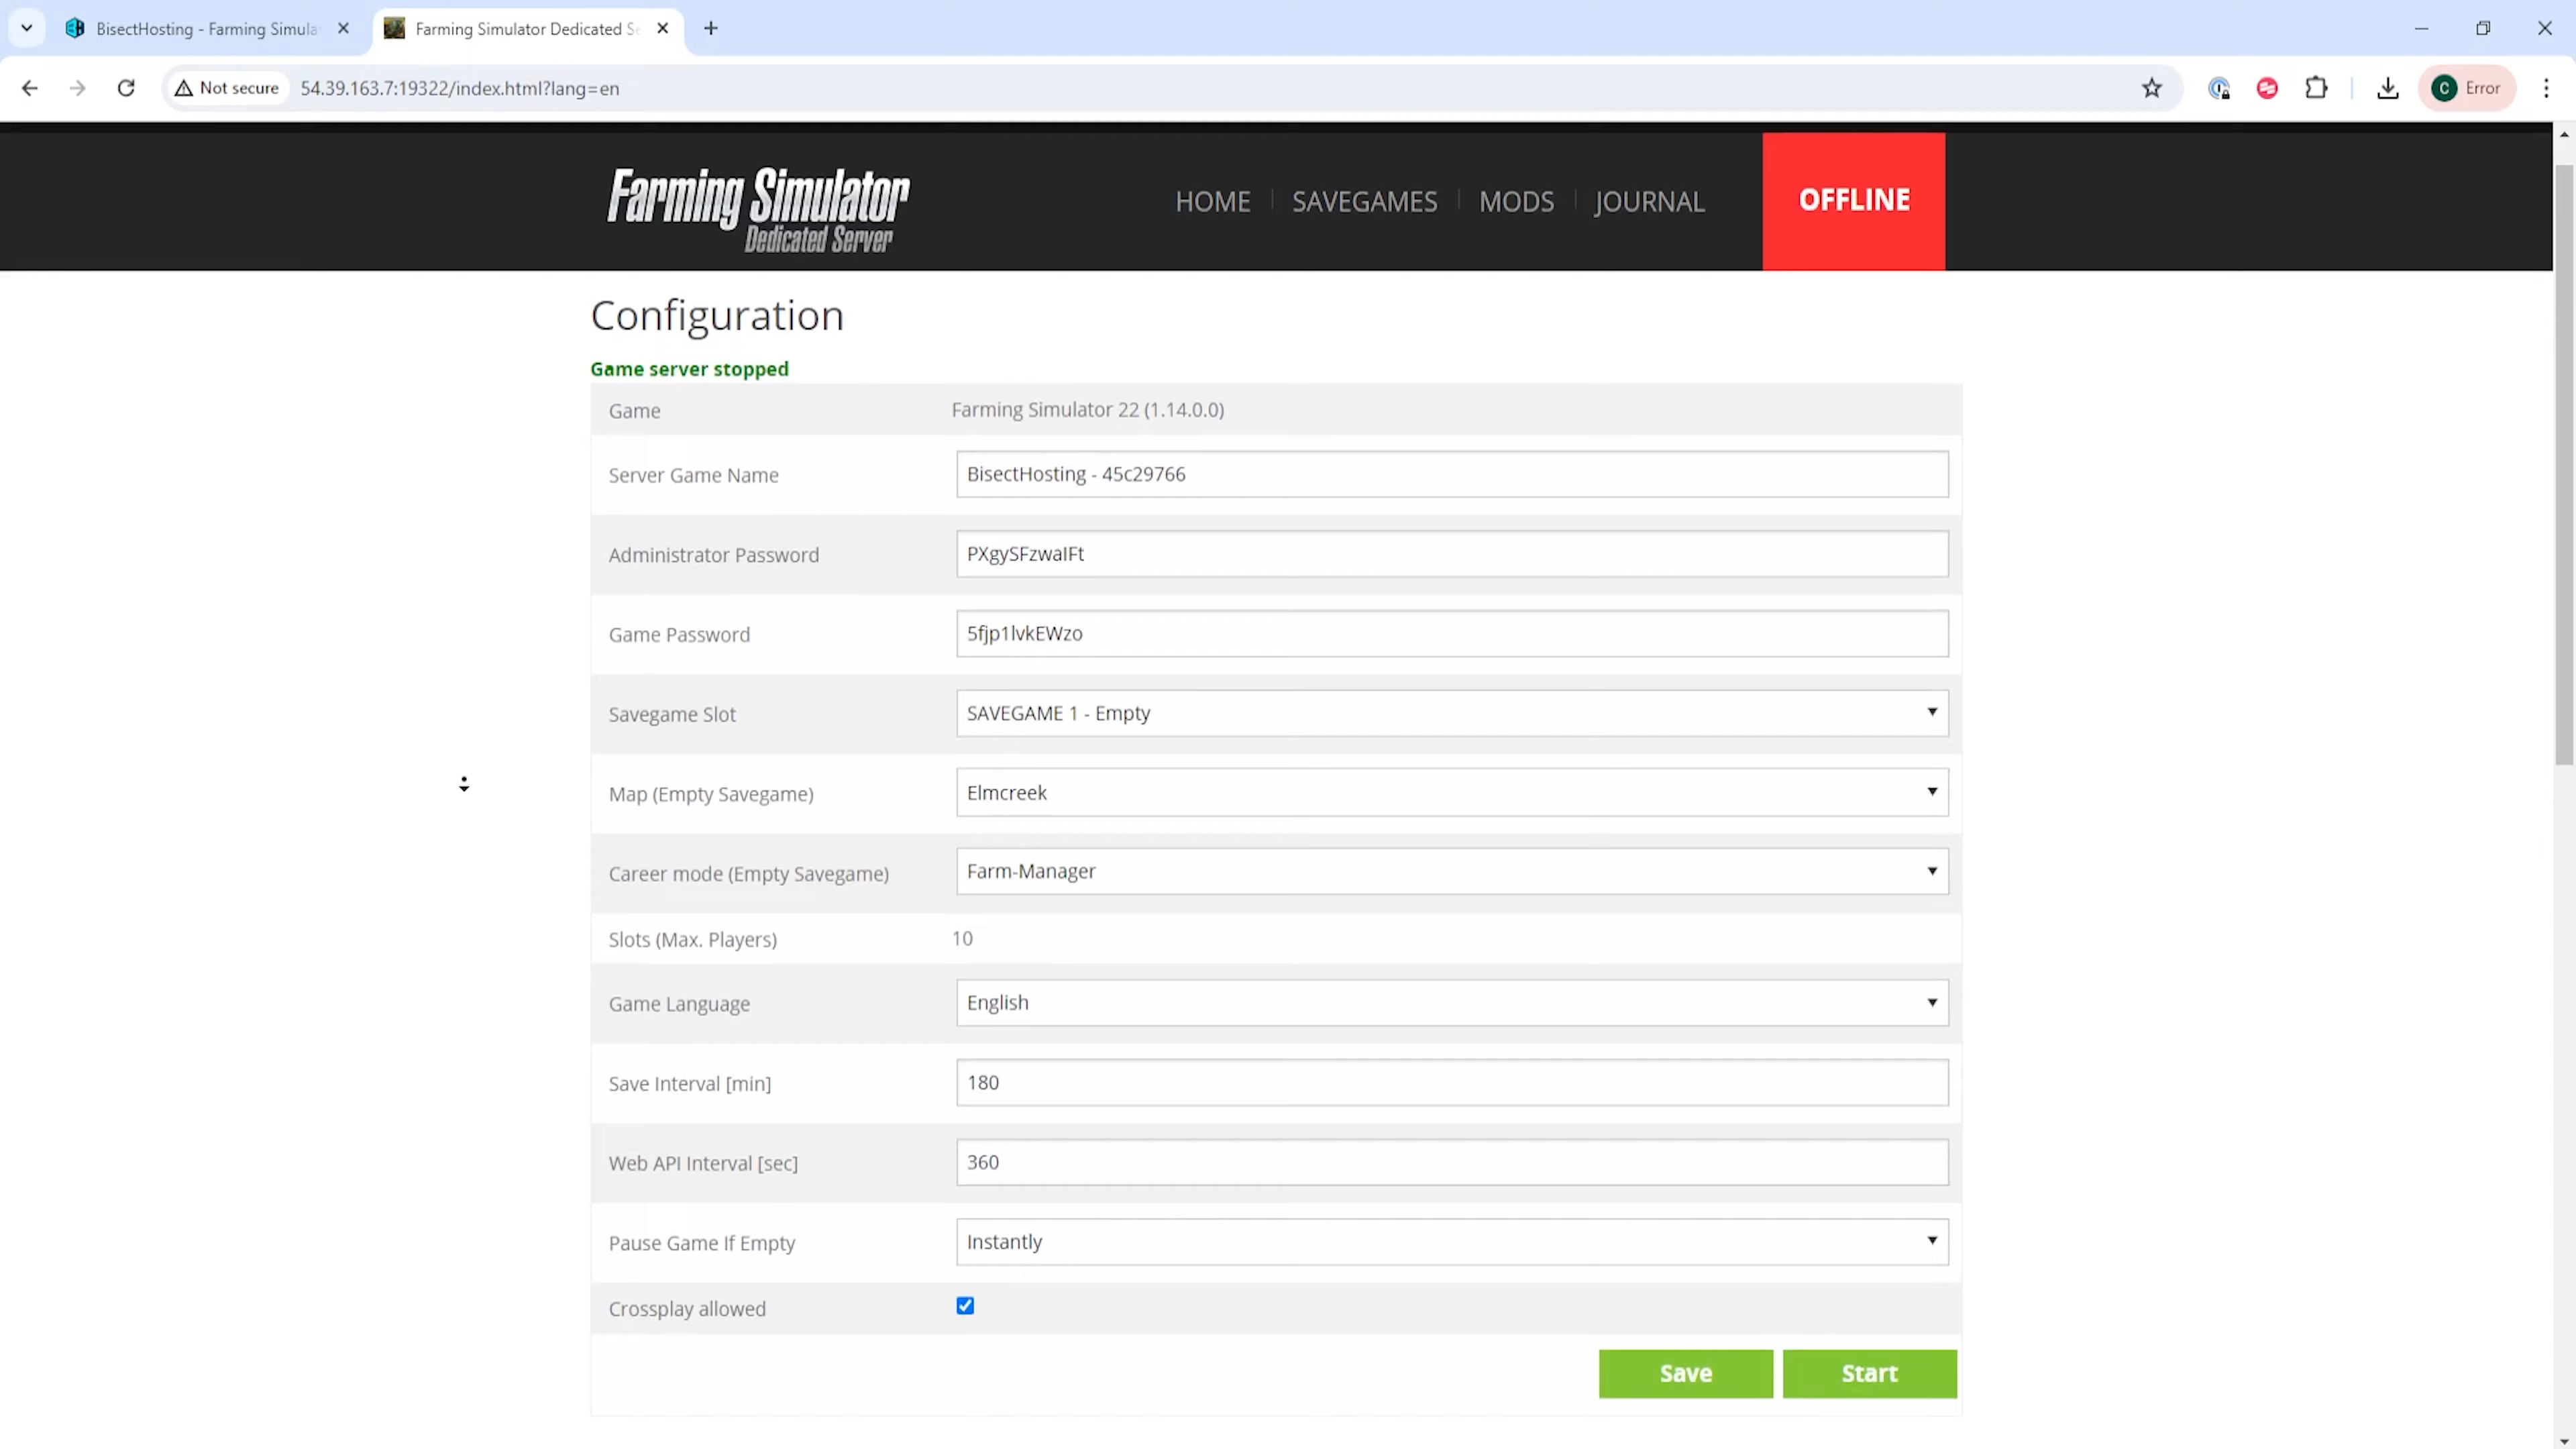 BisectHosting - Farming Simula
Farming Simulator Dedicated Se
Not secure
54.39.163.7:19322/index.html?lang=en
C
Error
Farming Simulator
Dedicated Server
HOME
SAVEGAMES
MODS
JOURNAL
OFFLINE
Configuration
Game server stopped
Game Farming Simulator 22 (1.14.0.0)
Server Game Name BisectHosting - 45c29766
Administrator Password PXgySFzwaIFt
Game Password 5fjp1lvkEWzo
Savegame Slot SAVEGAME 1 - Empty
Map (Empty Savegame) Elmcreek
Career mode (Empty Savegame) Farm-Manager
Slots (Max. Players) 10
Game Language English
Save Interval [min] 180
Web API Interval [sec] 360
Pause Game If Empty Instantly
Crossplay allowed
Save
Start